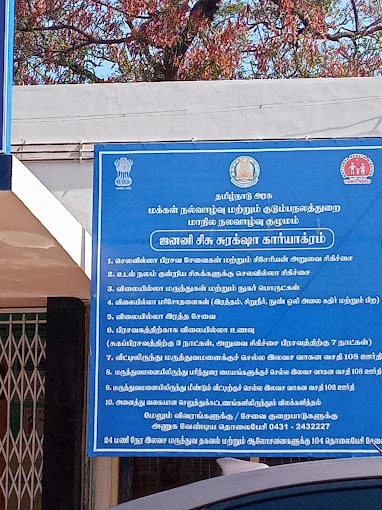 தமிழ்நாடு அரசு
மக்கள் நல்வாழ்வு மற்றும் குடும்பநலத்துறை
மாநில நலவாழ்வு குழுமம்
ஜனனி சிசு சுரக்ஷா கார்யாக்ரம்
1. செலவில்லா பிரசவ சேவைகள் மற்றும் சிசேரியன் அறுவை சிகிச்சை
2. உடல் நலம் குன்றிய சிசுக்களுக்கு செலவில்லா சிகிச்சை
3. விலையில்லா மருந்துகள் மற்றும் நுகர் பொருட்கள்
4. விலையில்லா பரிசோதனைகள் (இரத்தம், சிறுநீர், நுண் ஒலி அலை கதிர் மற்றும் பிற)
5. விலையில்லா இரத்த சேவை
6. பிரசவகதிற்காக விலையில்லா உணவு
(சுகப்பிரசவத்திற்கு 3 நாட்கள், அறுவை சிகிச்சை பிரசவத்திற்கு 7 நாட்கள்)
7. வீட்டிலிருந்து மருத்துவமனைக்குச் செல்ல இலவச வாகன வசதி 108 ஊர்தி
8. மருத்துவமனையிலிருந்து பரிந்துரை மையங்களுக்குச் செல்ல இலவச வாகன வசதி 108 ஊர்தி
9. மருத்துவமனையிலிருந்து மீண்டும் வீட்டிற்குச் செல்ல இலவச வாகன வசதி 102 ஊர்தி
10. அனைத்து வகையான செலுத்துக்கட்டணங்களிலிருந்தும் விலக்களித்தல்
மேலும் விவரங்களுக்கு / சேவை குறைபாடுகளுக்கு
அணுக வேண்டிய தொலைபேசி 0431 - 2432227
24 மணி நேர இலவச மருத்துவ தகவல் மற்றும் ஆலோசனைகளுக்கு 104 தொலைபேசி